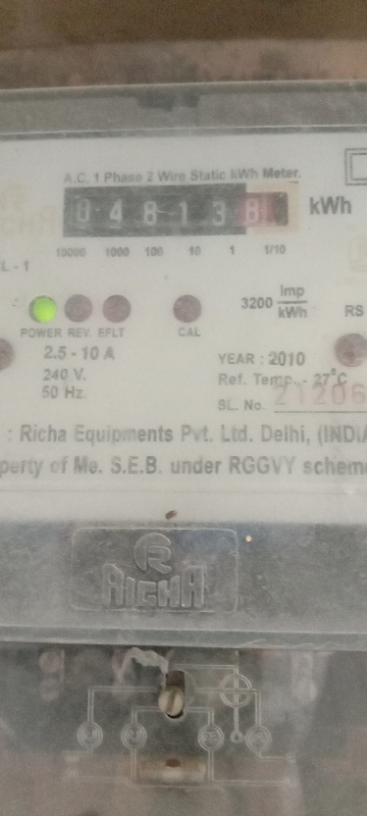 A.C. 1 Phase 2 Wire Static kWh Meter.
0 4 8 1 3 8 kWh
10000 1000 100 10 1 1/10
L - 1
3200 Imp/kWh
RS
POWER REV. EFLT CAL
2.5 - 10 A
240 V.
50 Hz.
YEAR : 2010
Ref. Temp. - 27°C
SL. No. 21206
: Richa Equipments Pvt. Ltd. Delhi, (INDIA
perty of Me. S.E.B. under RGGVY scheme
R
RICHA